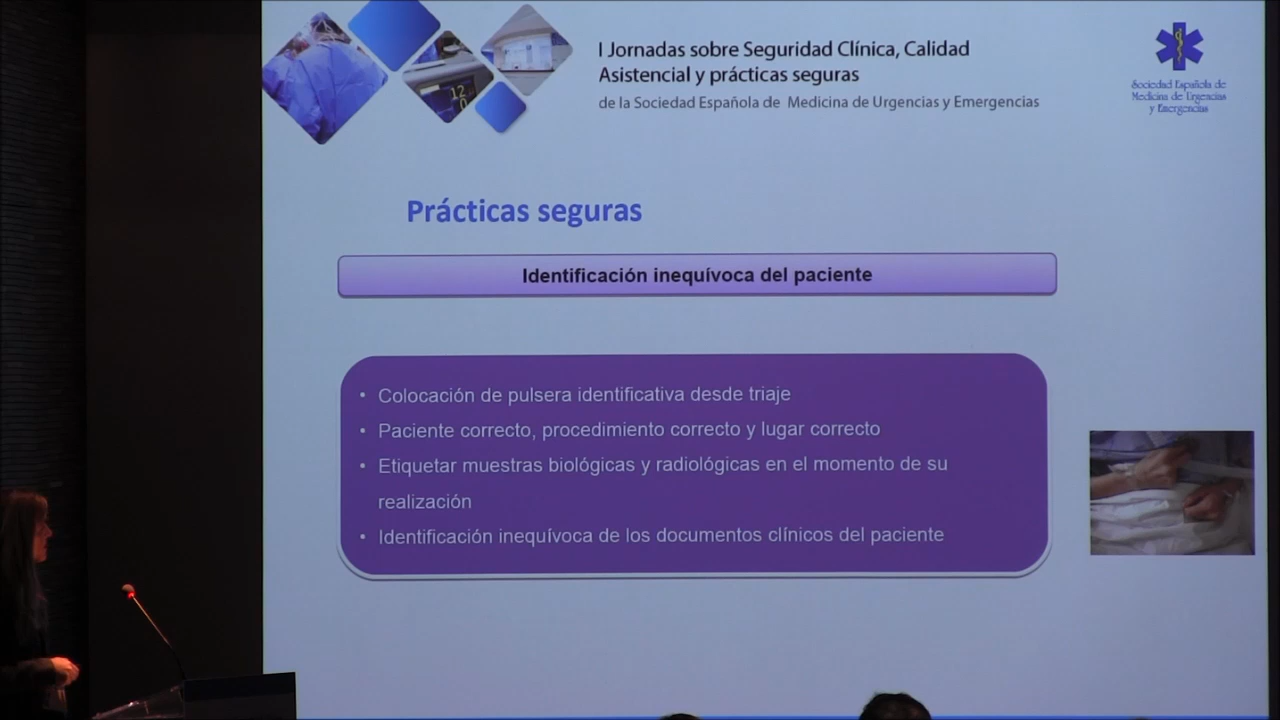 I Jornadas sobre Seguridad Clínica, Calidad
Asistencial y prácticas seguras
de la Sociedad Española de Medicina de Urgencias y Emergencias
Sociedad Española de
Medicina de Urgencias
y Emergencias
12
0
Prácticas seguras
Identificación inequívoca del paciente
• Colocación de pulsera identificativa desde triaje
• Paciente correcto, procedimiento correcto y lugar correcto
• Etiquetar muestras biológicas y radiológicas en el momento de su
realización
• Identificación inequívoca de los documentos clínicos del paciente